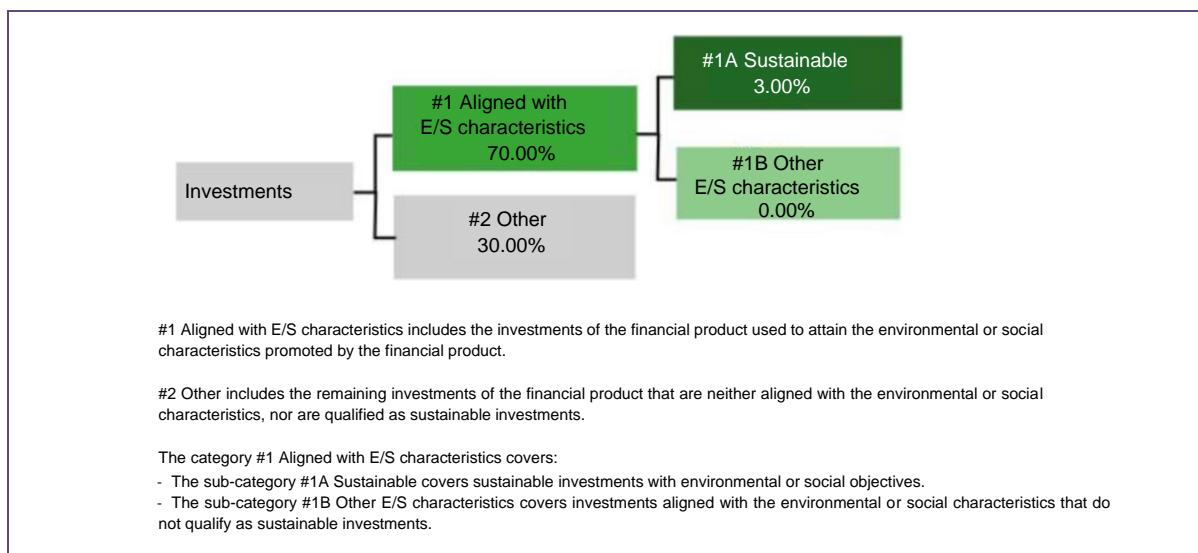 #1A Sustainable
3.00%
#1 Aligned with
E/S characteristics
70.00%
#1B Other
E/S characteristics
0.00%
Investments
#2 Other
30.00%
#1 Aligned with E/S characteristics includes the investments of the financial product used to attain the environmental or social
characteristics promoted by the financial product.
#2 Other includes the remaining investments of the financial product that are neither aligned with the environmental or social
characteristics, nor are qualified as sustainable investments.
The category #1 Aligned with E/S characteristics covers:
- The sub-category #1A Sustainable covers sustainable investments with environmental or social objectives.
- The sub-category #1B Other E/S characteristics covers investments aligned with the environmental or social characteristics that do
not qualify as sustainable investments.